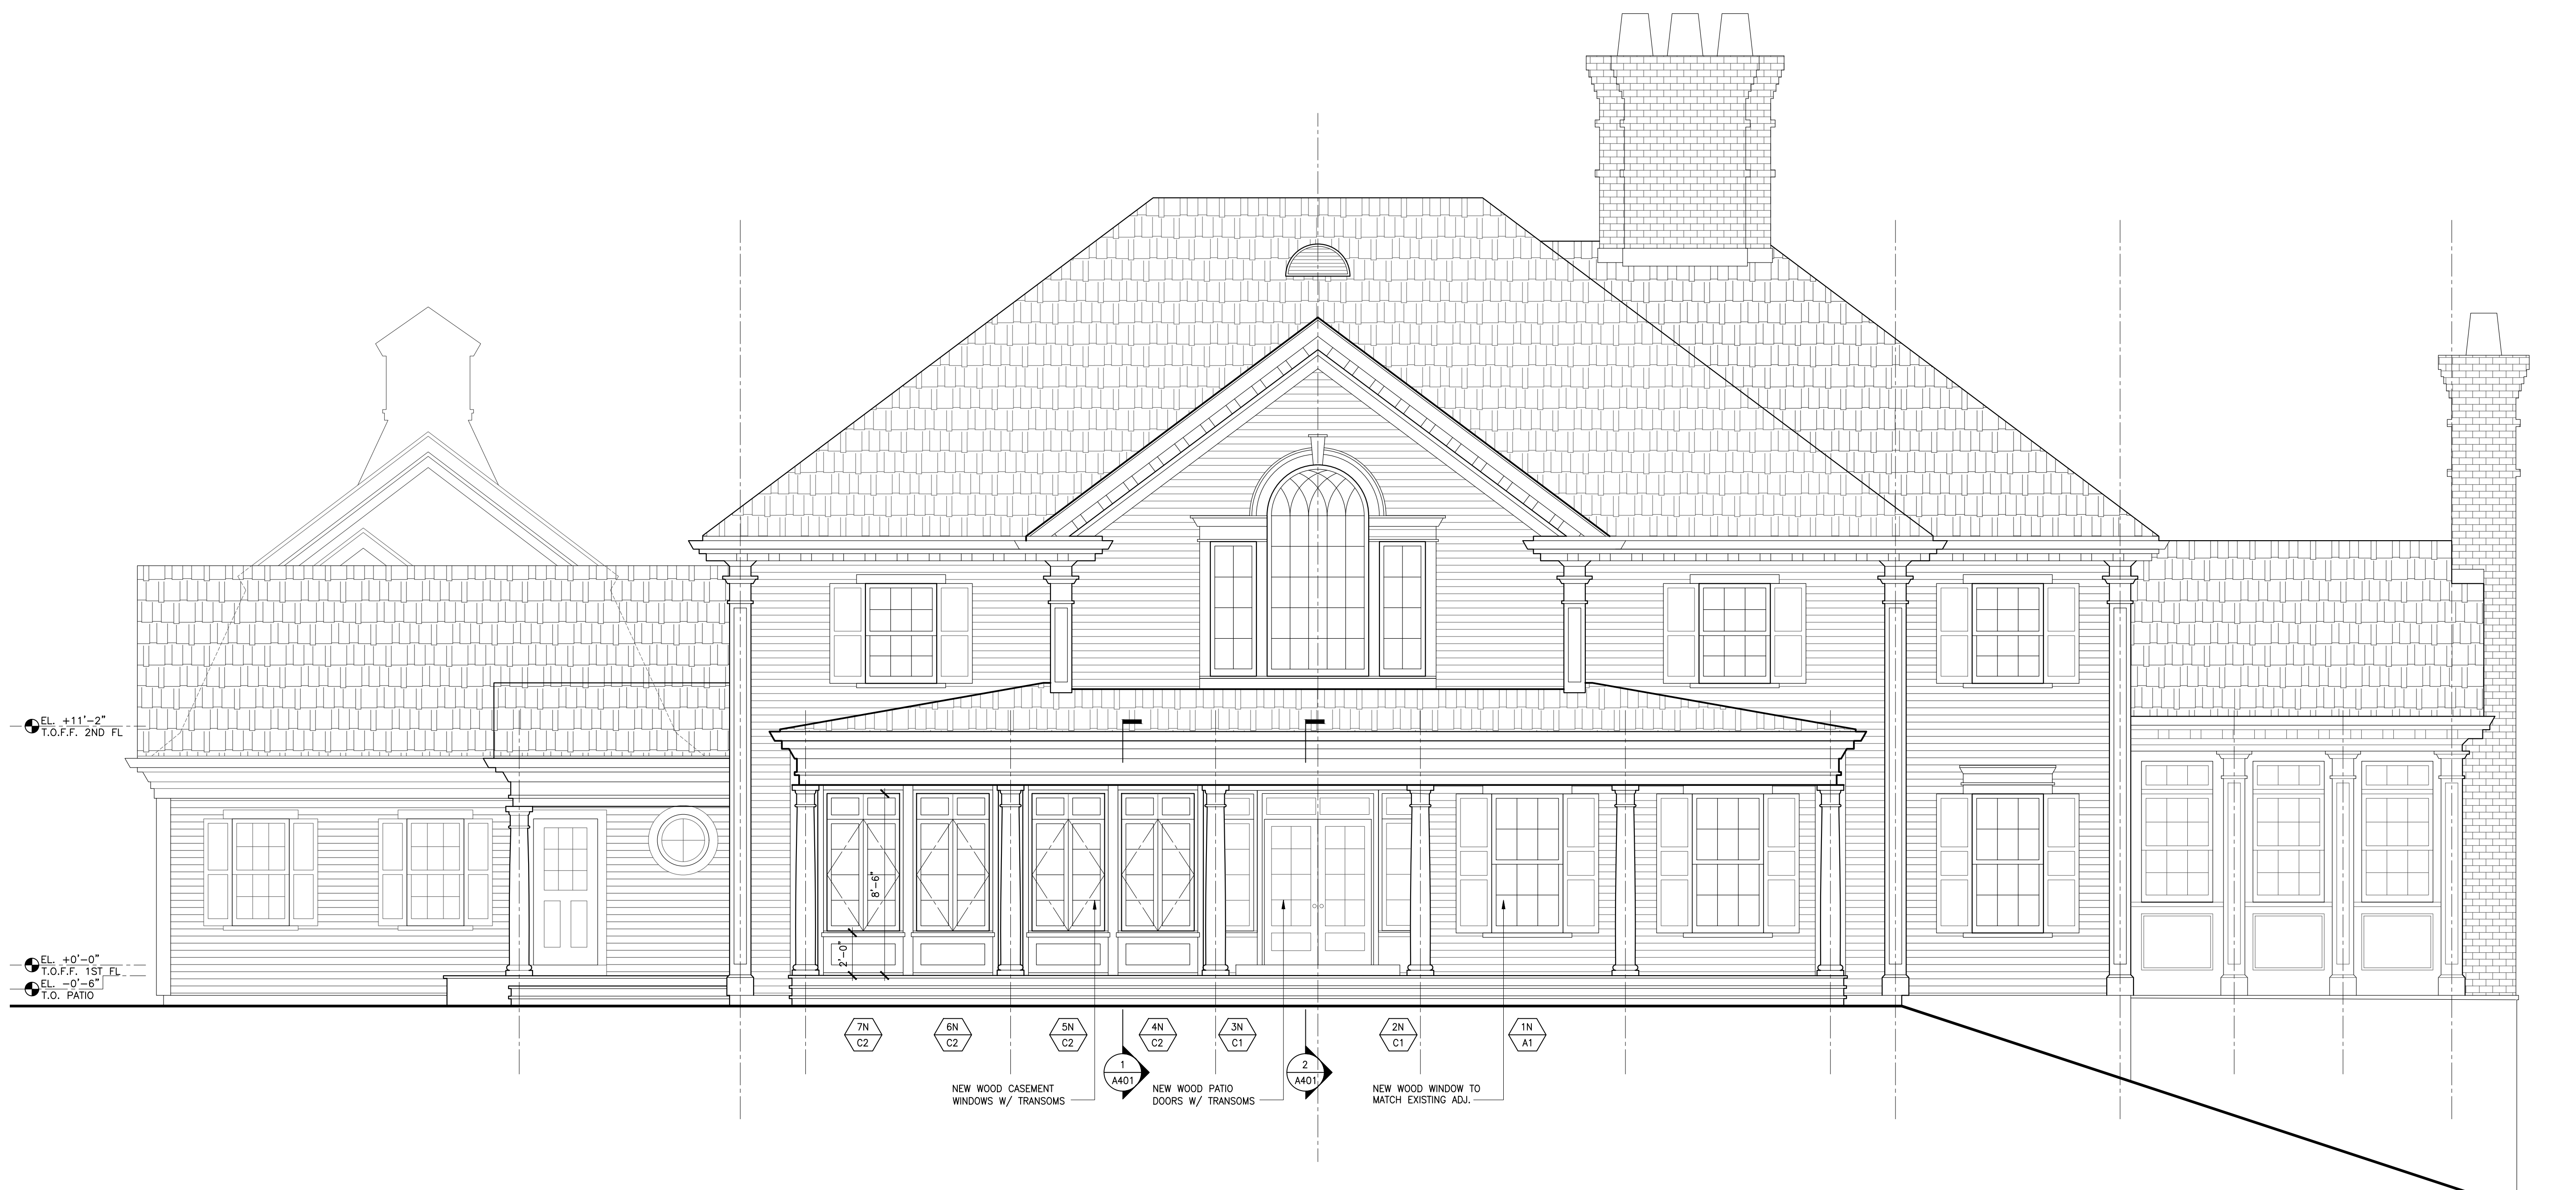 EL. +11'-2"
T.O.F.F. 2ND FL
8'-6"
2'-0"
EL. +0'-0"
T.O.F.F. 1ST FL
EL. -0'-6"
T.O. PATIO
7N
C2
6N
C2
5N
C2
4N
C2
3N
C1
2N
C1
1N
A1
1
A401
2
A401
NEW WOOD CASEMENT
WINDOWS W/ TRANSOMS
NEW WOOD PATIO
DOORS W/ TRANSOMS
NEW WOOD WINDOW TO
MATCH EXISTING ADJ.